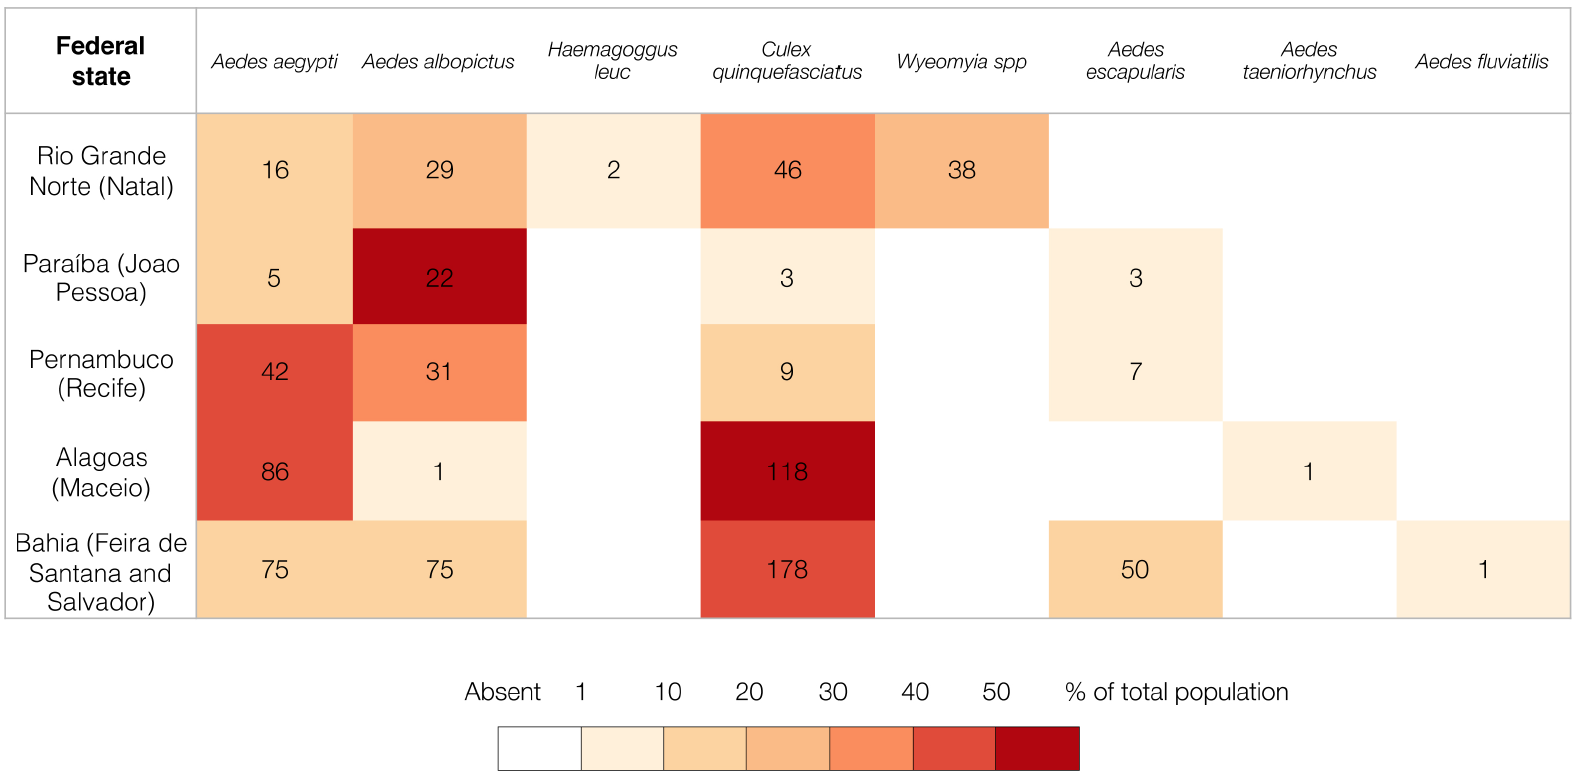 Federal
state
Aedes aegypti
Aedes albopictus
Haemagoggus
leuc
Culex
quinquefasciatus
Wyeomyia spp
Aedes
escapularis
Aedes
taeniorhynchus
Aedes fluviatilis
Rio Grande
Norte (Natal)
16
29
2
46
38
Paraíba (Joao
Pessoa)
5
22
3
3
Pernambuco
(Recife)
42
31
9
7
Alagoas
(Maceio)
86
1
118
1
Bahia (Feira de
Santana and
Salvador)
75
75
178
50
1
Absent 1 10 20 30 40 50 % of total population